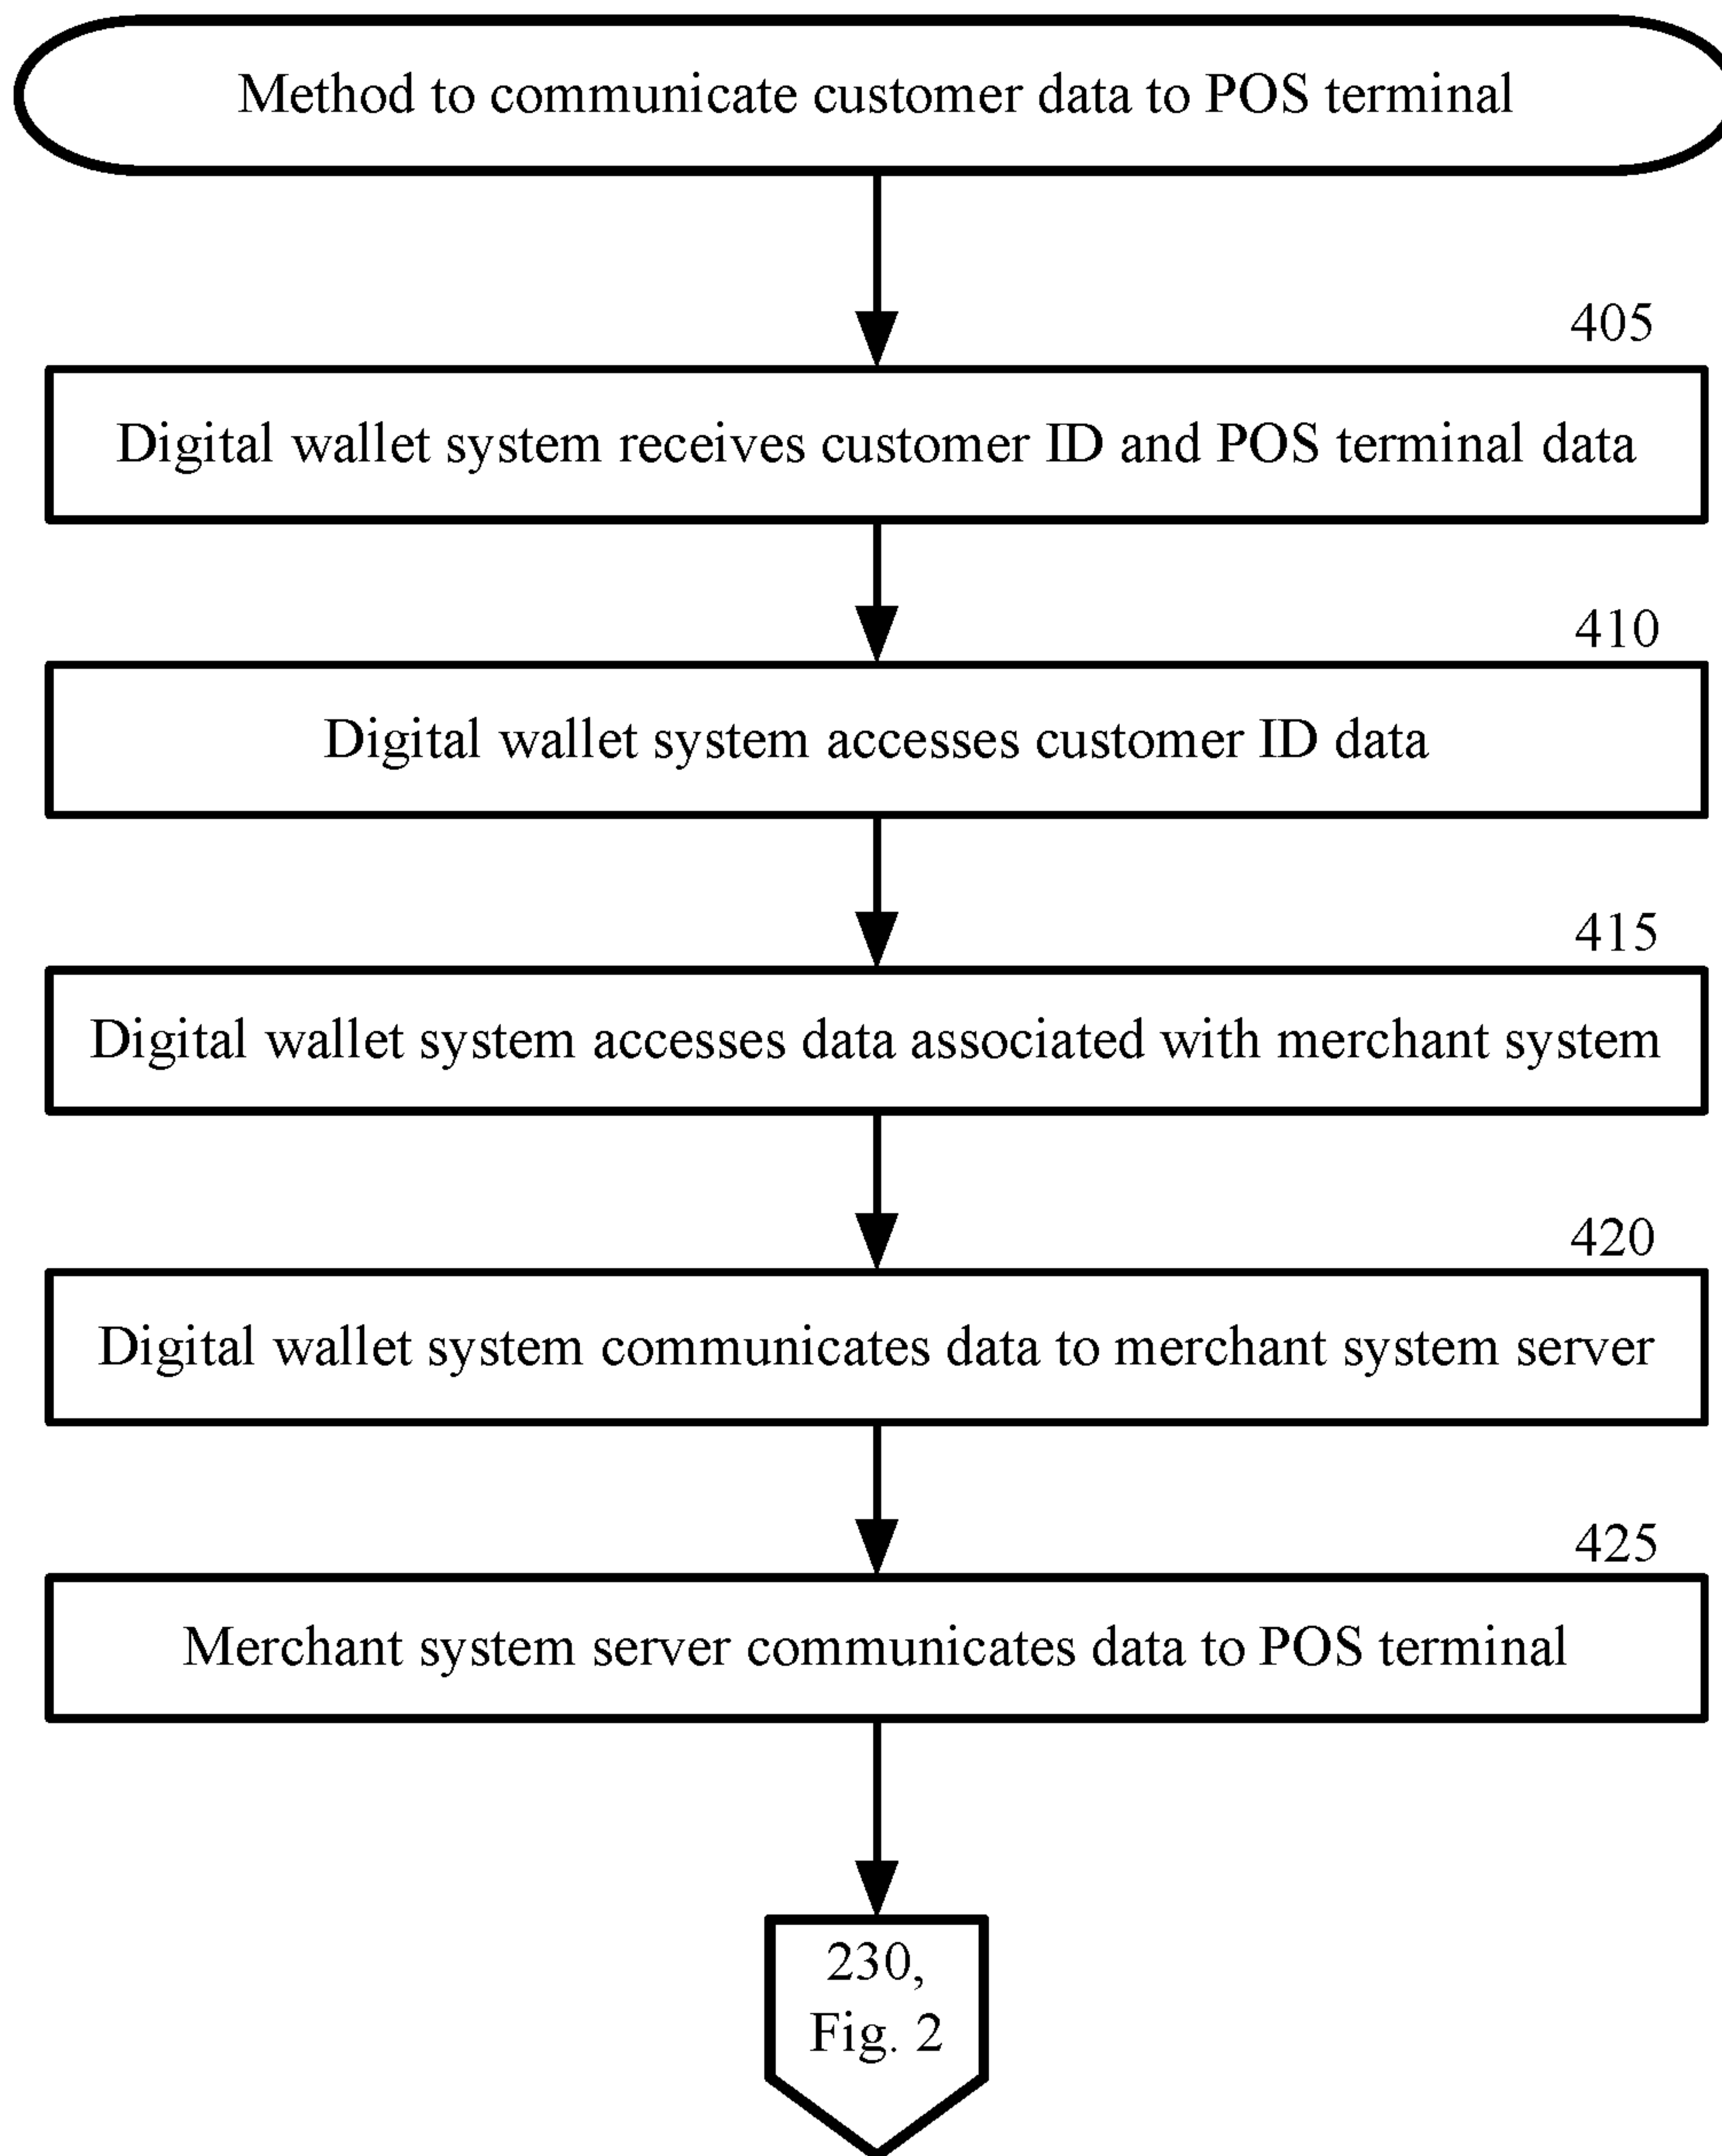 Method to communicate customer data to POS terminal
405
Digital wallet system receives customer ID and POS terminal data
410
Digital wallet system accesses customer ID data
415
Digital wallet system accesses data associated with merchant system
420
Digital wallet system communicates data to merchant system server
425
Merchant system server communicates data to POS terminal
230,
Fig. 2